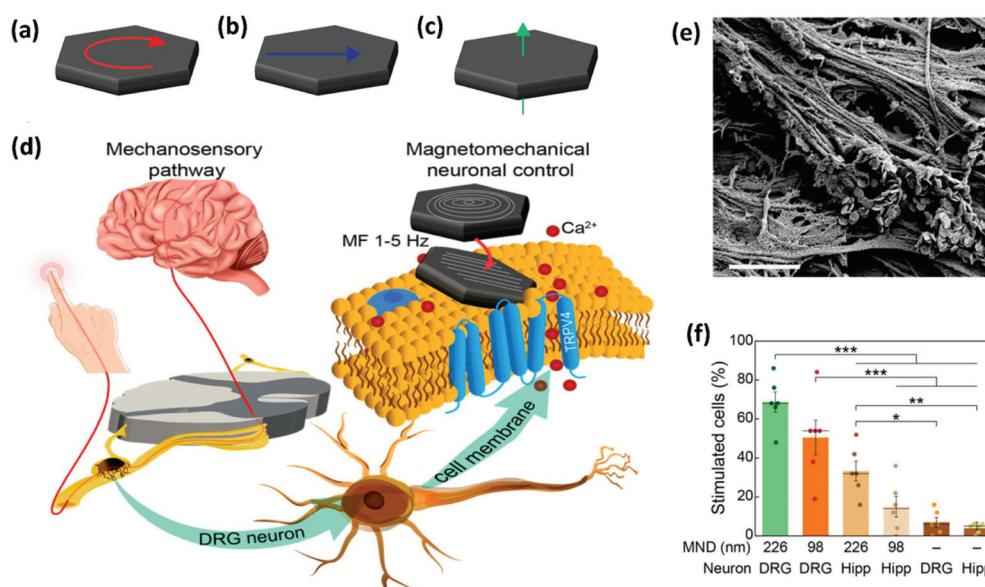 (a)
(b)
(c)
(d)
Mechanosensory
pathway
Magnetomechanical
neuronal control
MF 1-5 Hz
Ca²⁺
TRPV4
cell membrane
DRG neuron
(e)
(f)
Stimulated cells (%)
100
80
60
40
20
0
***
***
**
*
MND (nm) 226 98 226 98 – –
Neuron DRG DRG Hipp Hipp DRG Hipp